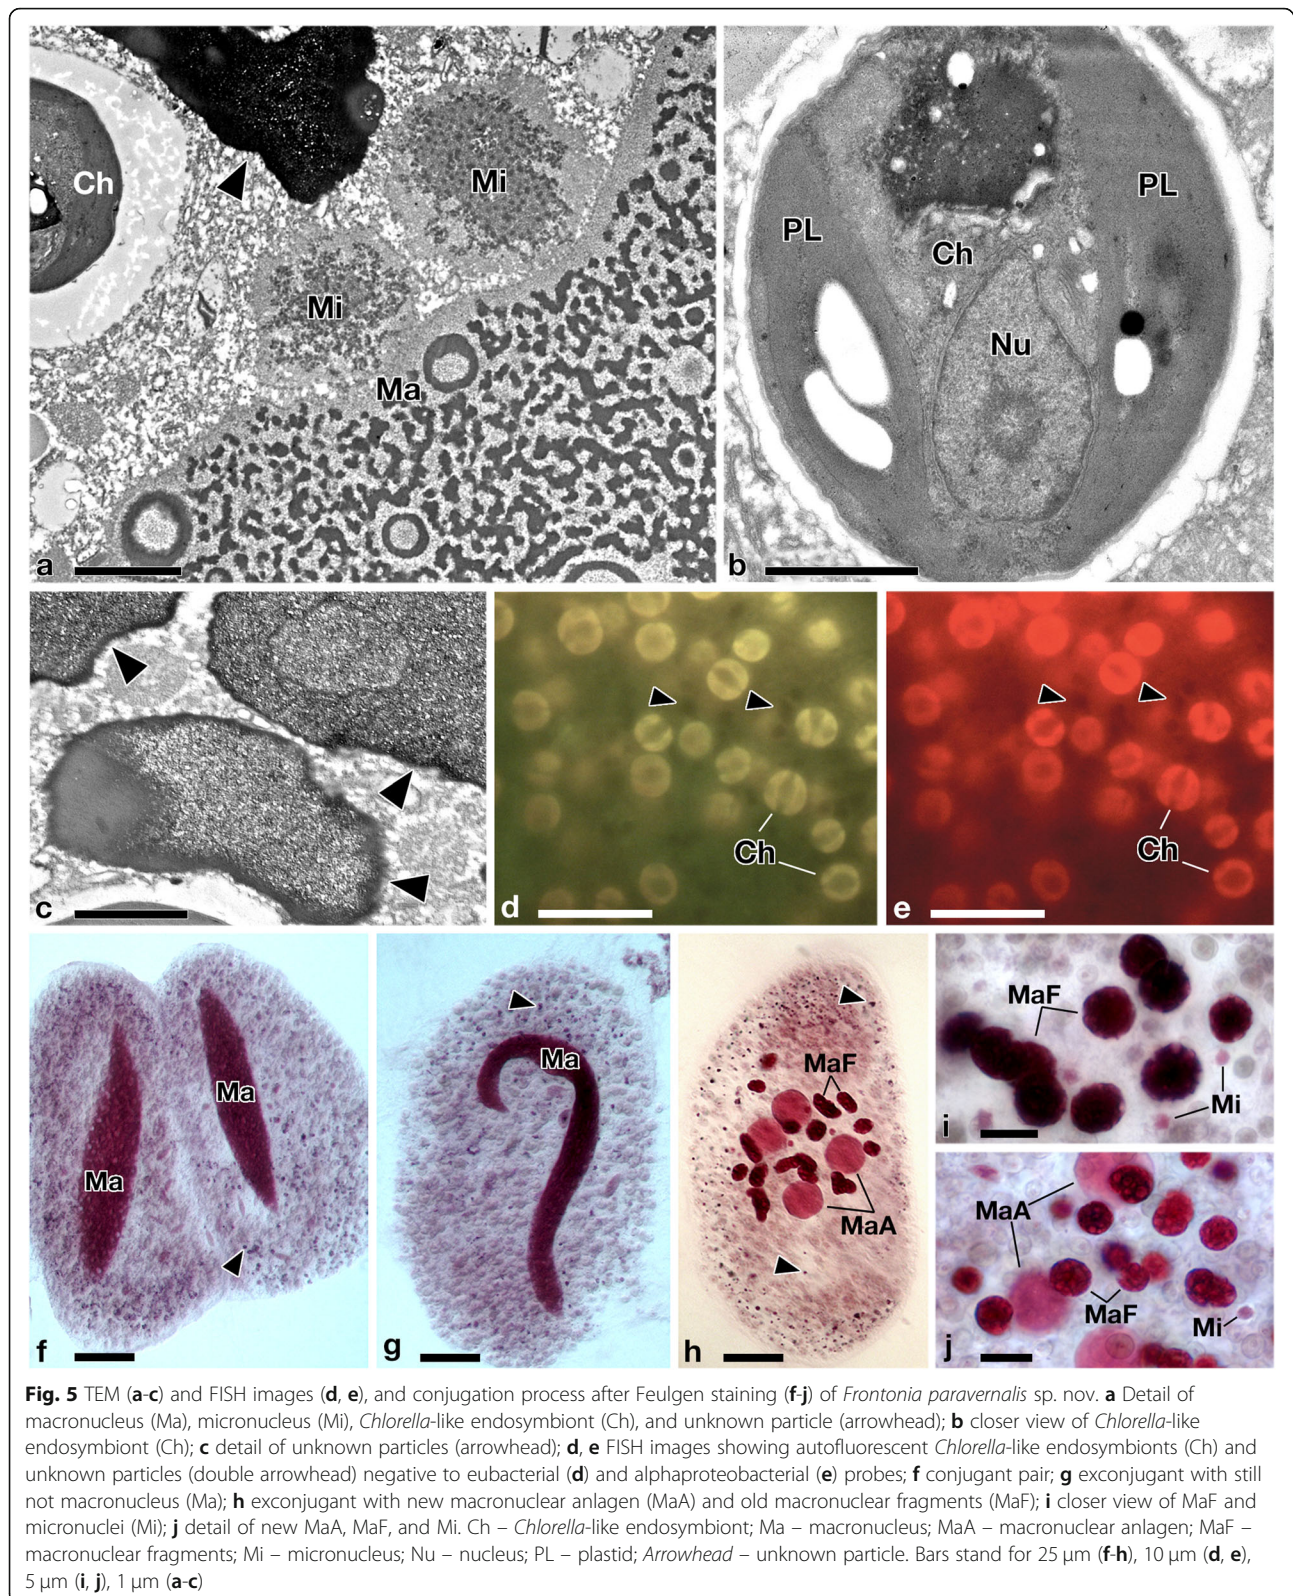 Ch
Mi
Mi
Ma
a
PL
PL
Ch
Nu
b
c
Ch
d
Ch
e
Ma
Ma
f
Ma
g
MaF
MaA
h
MaF
Mi
i
MaA
MaF
Mi
j
Fig. 5 TEM (a-c) and FISH images (d, e), and conjugation process after Feulgen staining (f-j) of Frontonia paravernalis sp. nov. a Detail of
macronucleus (Ma), micronucleus (Mi), Chlorella-like endosymbiont (Ch), and unknown particle (arrowhead); b closer view of Chlorella-like
endosymbiont (Ch); c detail of unknown particles (arrowhead); d, e FISH images showing autofluorescent Chlorella-like endosymbionts (Ch) and
unknown particles (double arrowhead) negative to eubacterial (d) and alphaproteobacterial (e) probes; f conjugant pair; g exconjugant with still
not macronucleus (Ma); h exconjugant with new macronuclear anlagen (MaA) and old macronuclear fragments (MaF); i closer view of MaF and
micronuclei (Mi); j detail of new MaA, MaF, and Mi. Ch – Chlorella-like endosymbiont; Ma – macronucleus; MaA – macronuclear anlagen; MaF –
macronuclear fragments; Mi – micronucleus; Nu – nucleus; PL – plastid; Arrowhead – unknown particle. Bars stand for 25 μm (f-h), 10 μm (d, e),
5 μm (i, j), 1 μm (a-c)